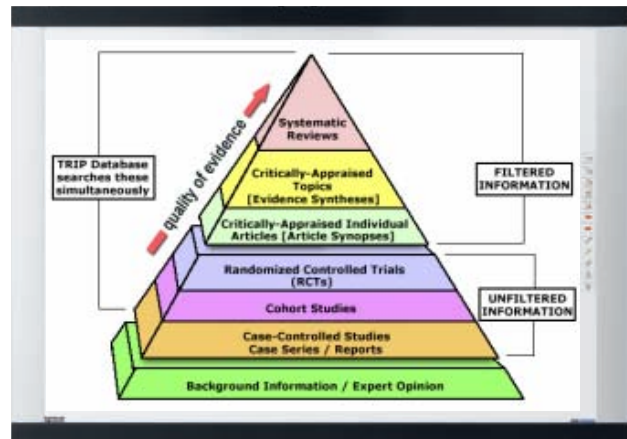 Systematic
Reviews
quality of evidence
TRIP Database
searches these
simultaneously
Critically-Appraised
Topics
[Evidence Syntheses]
FILTERED
INFORMATION
Critically-Appraised Individual
Articles [Article Synopses]
Randomized Controlled Trials
(RCTs)
UNFILTERED
INFORMATION
Cohort Studies
Case-Controlled Studies
Case Series / Reports
Background Information / Expert Opinion